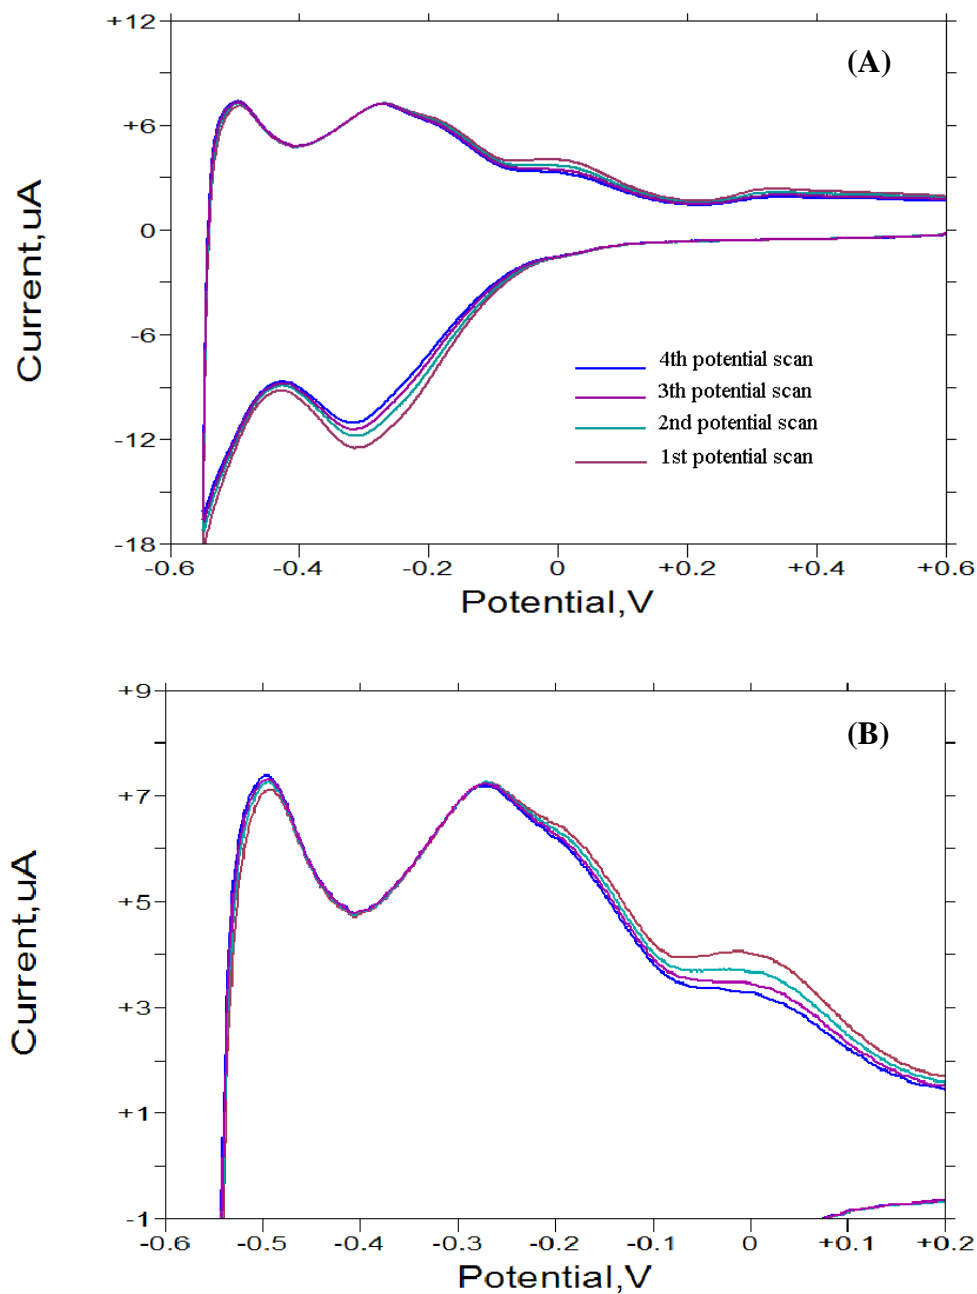 +12
(A)
+6
0
-6
-12
-18
Current,uA
4th potential scan
3th potential scan
2nd potential scan
1st potential scan
-0.6 -0.4 -0.2 0 +0.2 +0.4 +0.6
Potential,V
+9
(B)
+7
+5
+3
+1
-1
Current,uA
-0.6 -0.5 -0.4 -0.3 -0.2 -0.1 0 +0.1 +0.2
Potential,V